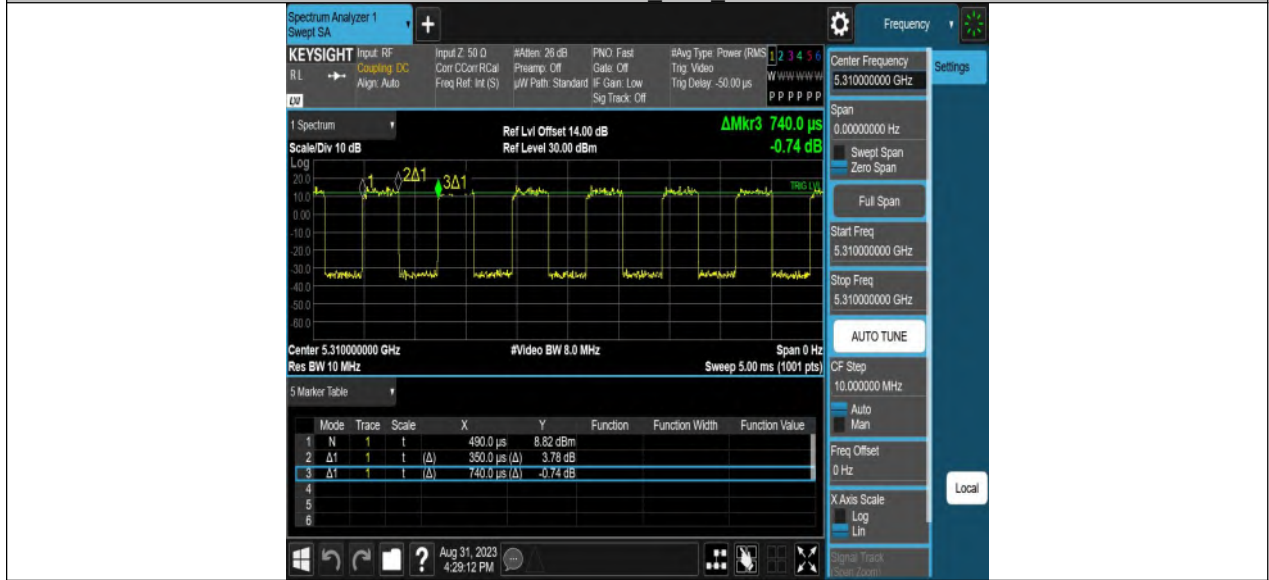 Spectrum Analyzer 1
Swept SA
+
Frequency
KEYSIGHT
RL
LXI
Input: RF
Coupling: DC
Align: Auto
Input Z: 50 Ω
Corr CCorr RCal
Freq Ref: Int (S)
#Atten: 26 dB
Preamp: Off
µW Path: Standard
PNO: Fast
Gate: Off
IF Gain: Low
Sig Track: Off
#Avg Type: Power (RMS
Trig: Video
Trig Delay: -50.00 µs
1 2 3 4 5 6
W W W W W W
P P P P P P
Center Frequency
5.310000000 GHz
Settings
1 Spectrum
Scale/Div 10 dB
Ref Lvl Offset 14.00 dB
Ref Level 30.00 dBm
ΔMkr3 740.0 µs
-0.74 dB
Log
20.0
10.0
0.00
-10.0
-20.0
-30.0
-40.0
-50.0
-60.0
1
2Δ1
3Δ1
TRIG LVL
Center 5.310000000 GHz
Res BW 10 MHz
#Video BW 8.0 MHz
Span 0 Hz
Sweep 5.00 ms (1001 pts)
Span
0.00000000 Hz
Swept Span
Zero Span
Full Span
Start Freq
5.310000000 GHz
Stop Freq
5.310000000 GHz
AUTO TUNE
CF Step
10.000000 MHz
Auto
Man
Freq Offset
0 Hz
X Axis Scale
Log
Lin
Signal Track
(Span Zoom)
Local
5 Marker Table
Mode Trace Scale X Y Function Function Width Function Value
1 N 1 t 490.0 µs 8.82 dBm
2 Δ1 1 t (Δ) 350.0 µs (Δ) 3.78 dB
3 Δ1 1 t (Δ) 740.0 µs (Δ) -0.74 dB
4
5
6
?
Aug 31, 2023
4:29:12 PM